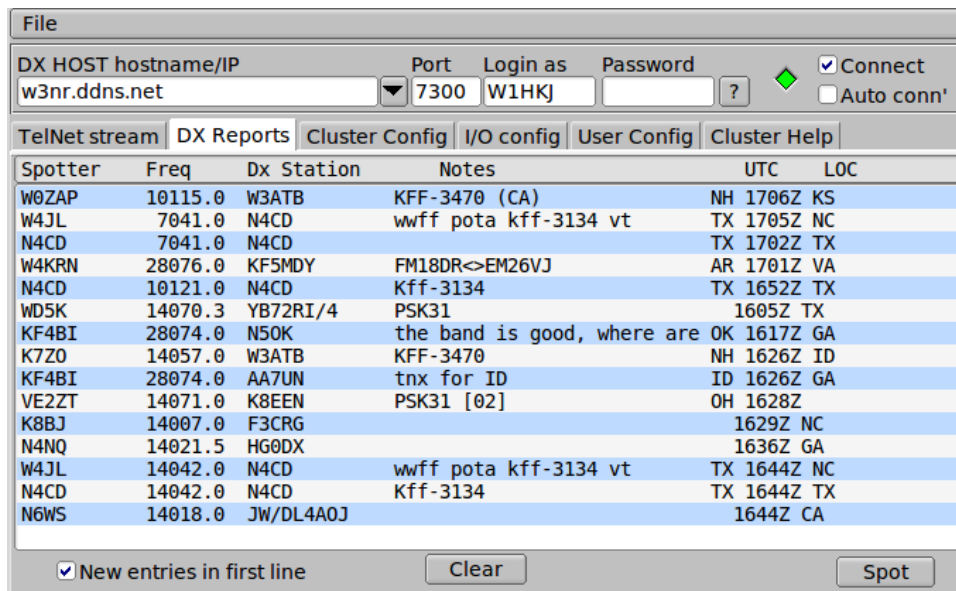 File
DX HOST hostname/IP Port Login as Password Connect
w3nr.ddns.net 7300 W1HKJ ? Auto conn'
TelNet stream DX Reports Cluster Config I/O config User Config Cluster Help
Spotter Freq Dx Station Notes UTC LOC
W0ZAP 10115.0 W3ATB KFF-3470 (CA) NH 1706Z KS
W4JL 7041.0 N4CD wwff pota kff-3134 vt TX 1705Z NC
N4CD 7041.0 N4CD TX 1702Z TX
W4KRN 28076.0 KF5MDY FM18DR<>EM26VJ AR 1701Z VA
N4CD 10121.0 N4CD Kff-3134 TX 1652Z TX
WD5K 14070.3 YB72RI/4 PSK31 1605Z TX
KF4BI 28074.0 N5OK the band is good, where are OK 1617Z GA
K7ZO 14057.0 W3ATB KFF-3470 NH 1626Z ID
KF4BI 28074.0 AA7UN tnx for ID ID 1626Z GA
VE2ZT 14071.0 K8EEN PSK31 [02] OH 1628Z
K8BJ 14007.0 F3CRG 1629Z NC
N4NQ 14021.5 HG0DX 1636Z GA
W4JL 14042.0 N4CD wwff pota kff-3134 vt TX 1644Z NC
N4CD 14042.0 N4CD Kff-3134 TX 1644Z TX
N6WS 14018.0 JW/DL4AOJ 1644Z CA
New entries in first line Clear Spot